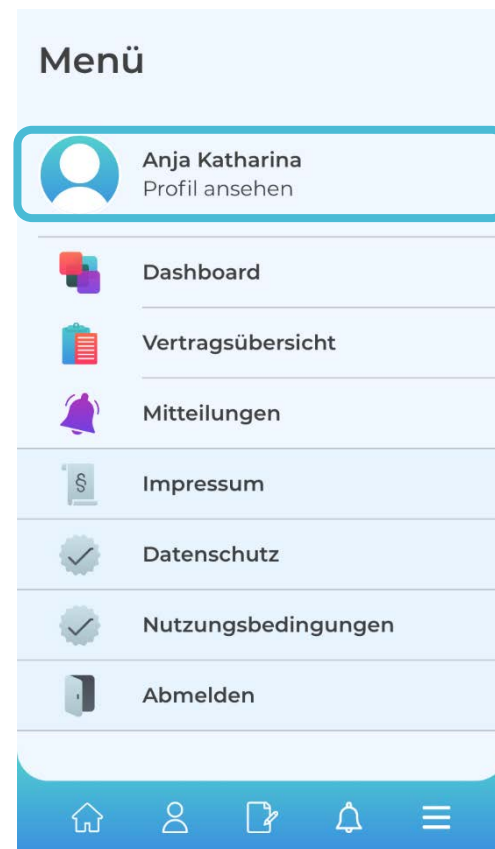 Menü
Anja Katharina
Profil ansehen
Dashboard
Vertragsübersicht
Mitteilungen
§
Impressum
Datenschutz
Nutzungsbedingungen
Abmelden